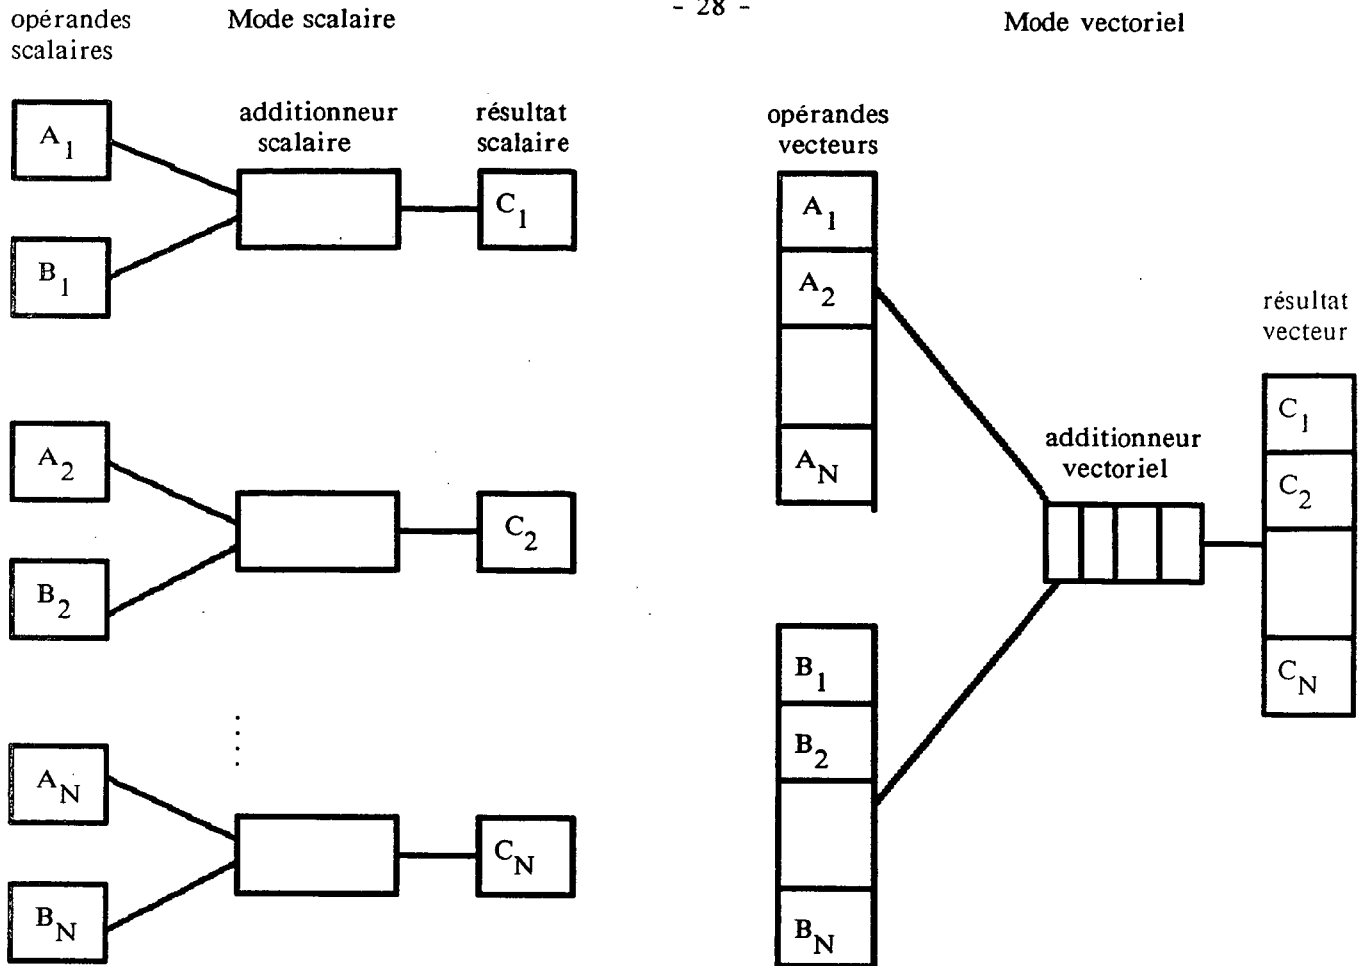 - 28 -
opérandes
scalaires
Mode scalaire
additionneur
scalaire
résultat
scalaire
A1
B1
C1
A2
B2
C2
....
AN
BN
CN
Mode vectoriel
opérandes
vecteurs
A1
A2
AN
B1
B2
BN
additionneur
vectoriel
résultat
vecteur
C1
C2
CN